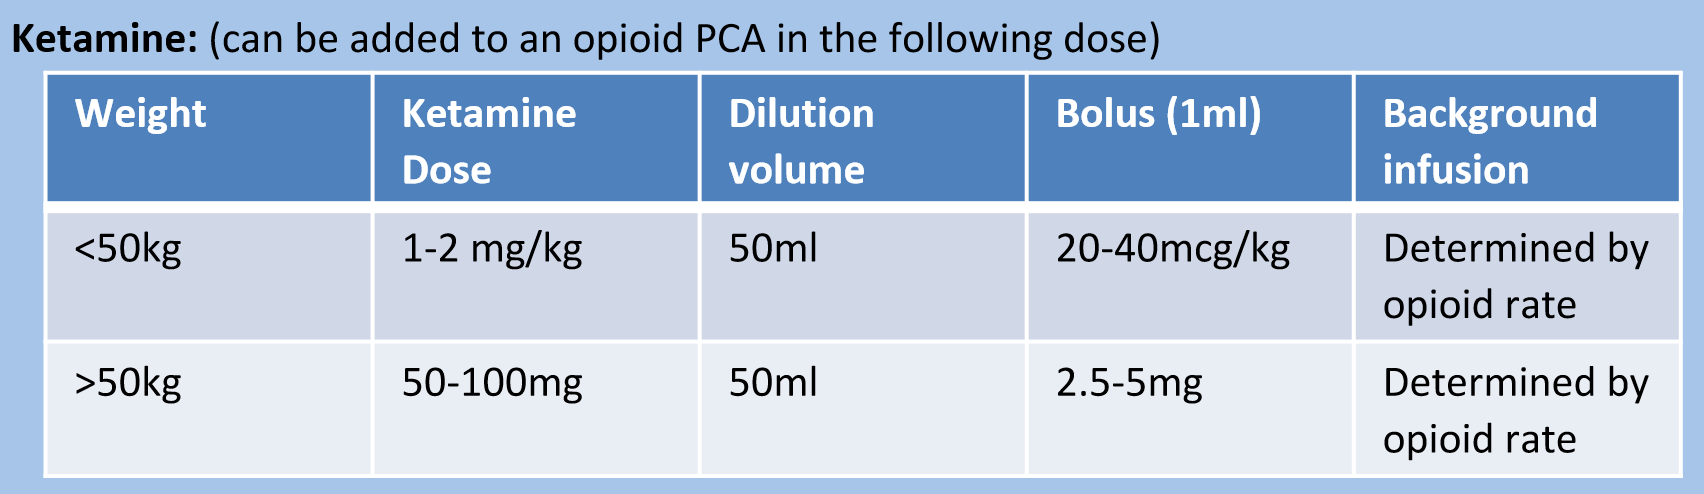 Ketamine: (can be added to an opioid PCA in the following dose)
Weight
Ketamine
Dose
Dilution
volume
Bolus (1ml)
Background
infusion
<50kg
1-2 mg/kg
50ml
20-40mcg/kg
Determined by
opioid rate
>50kg
50-100mg
50ml
2.5-5mg
Determined by
opioid rate